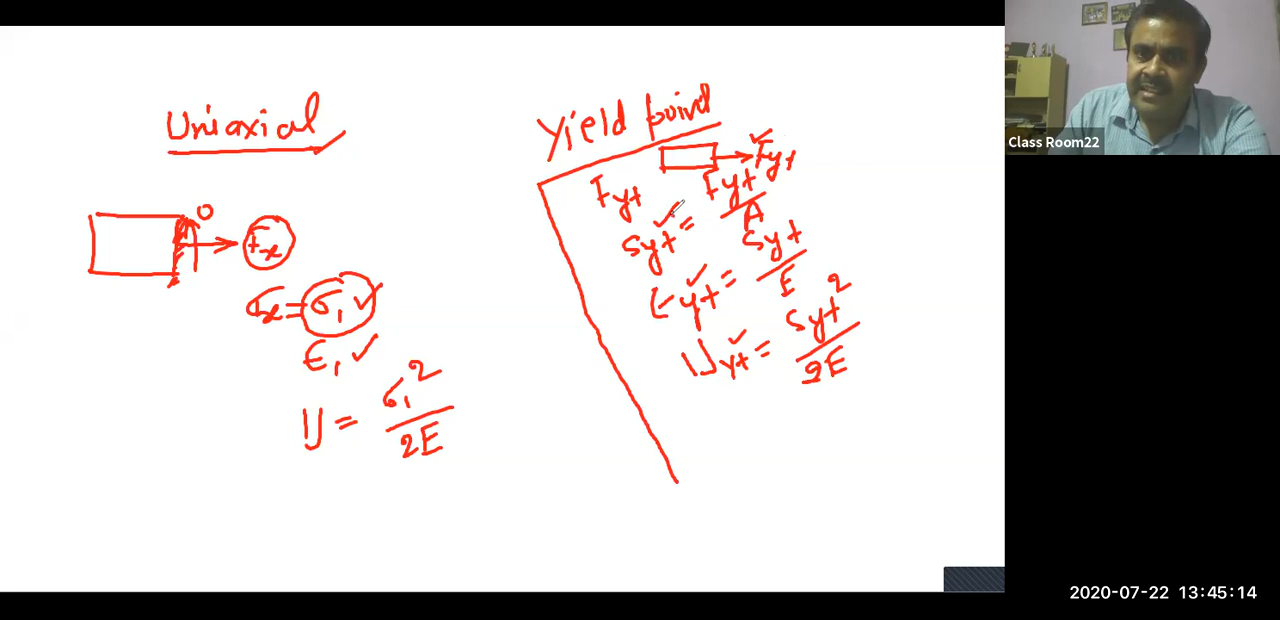 Uniaxial
0
Fx
σx = σ1 ✓
ε1 ✓
U = σ1² / 2E
Yield point
Fyt
Fyt
Syt = Fyt / A
εyt = Syt / E
Uyt = Syt² / 2E
Class Room22
2020-07-22 13:45:14